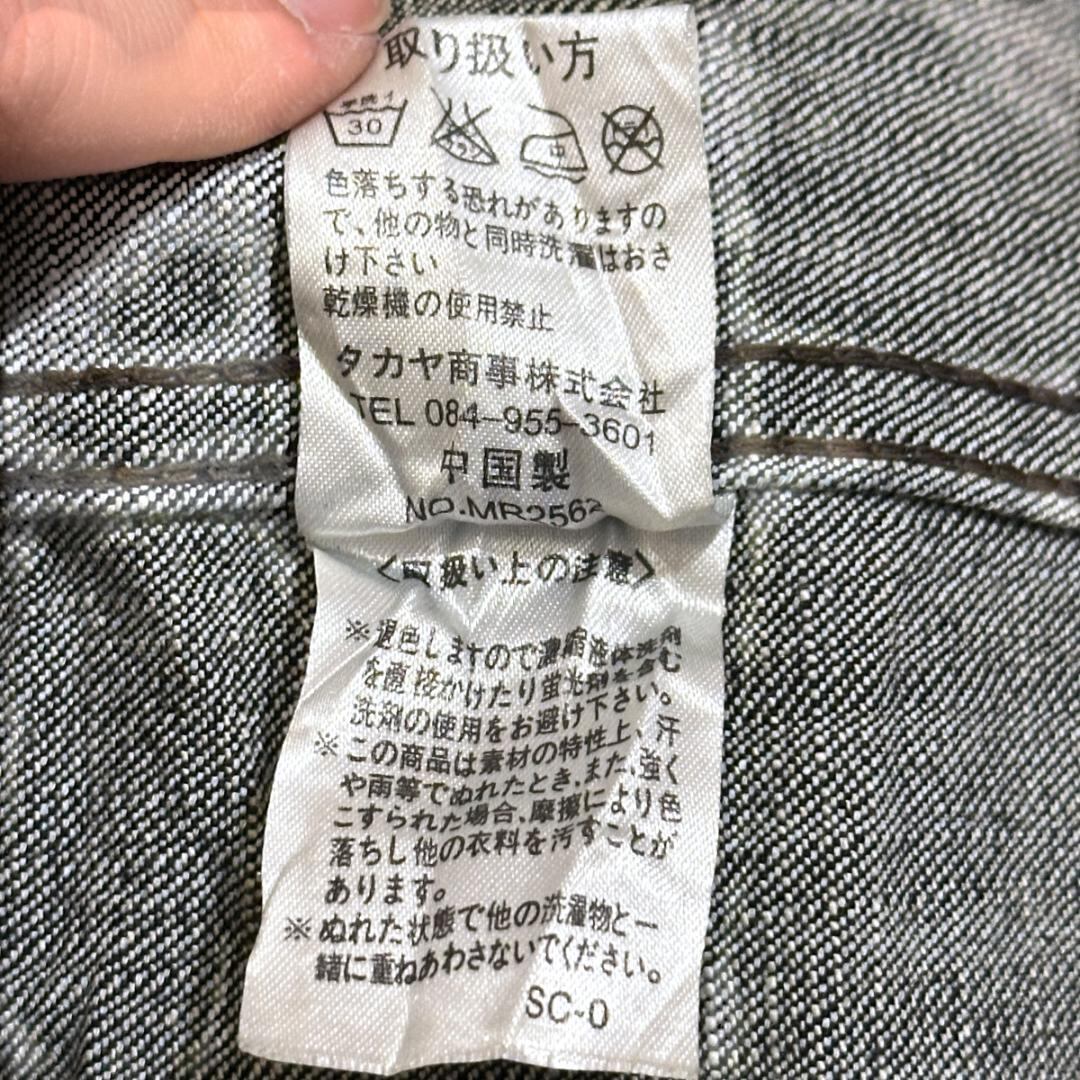 取り扱い方
手洗イ
30
エンソ
中
色落ちする恐れがありますの
で、他の物と同時洗濯はおさ
け下さい
乾燥機の使用禁止
タカヤ商事株式会社
TEL 084-955-3601
中国製
NO.MR2562
<取扱い上の注意>
※退色しますので濃縮液体洗剤
を直接かけたり蛍光剤を含む
洗剤の使用をお避け下さい。
※この商品は素材の特性上、汗
や雨等でぬれたとき、また、強く
こすられた場合、摩擦により色
落ちし他の衣料を汚すことが
あります。
※ぬれた状態で他の洗濯物と一
緒に重ねあわさないでください。
SC-0